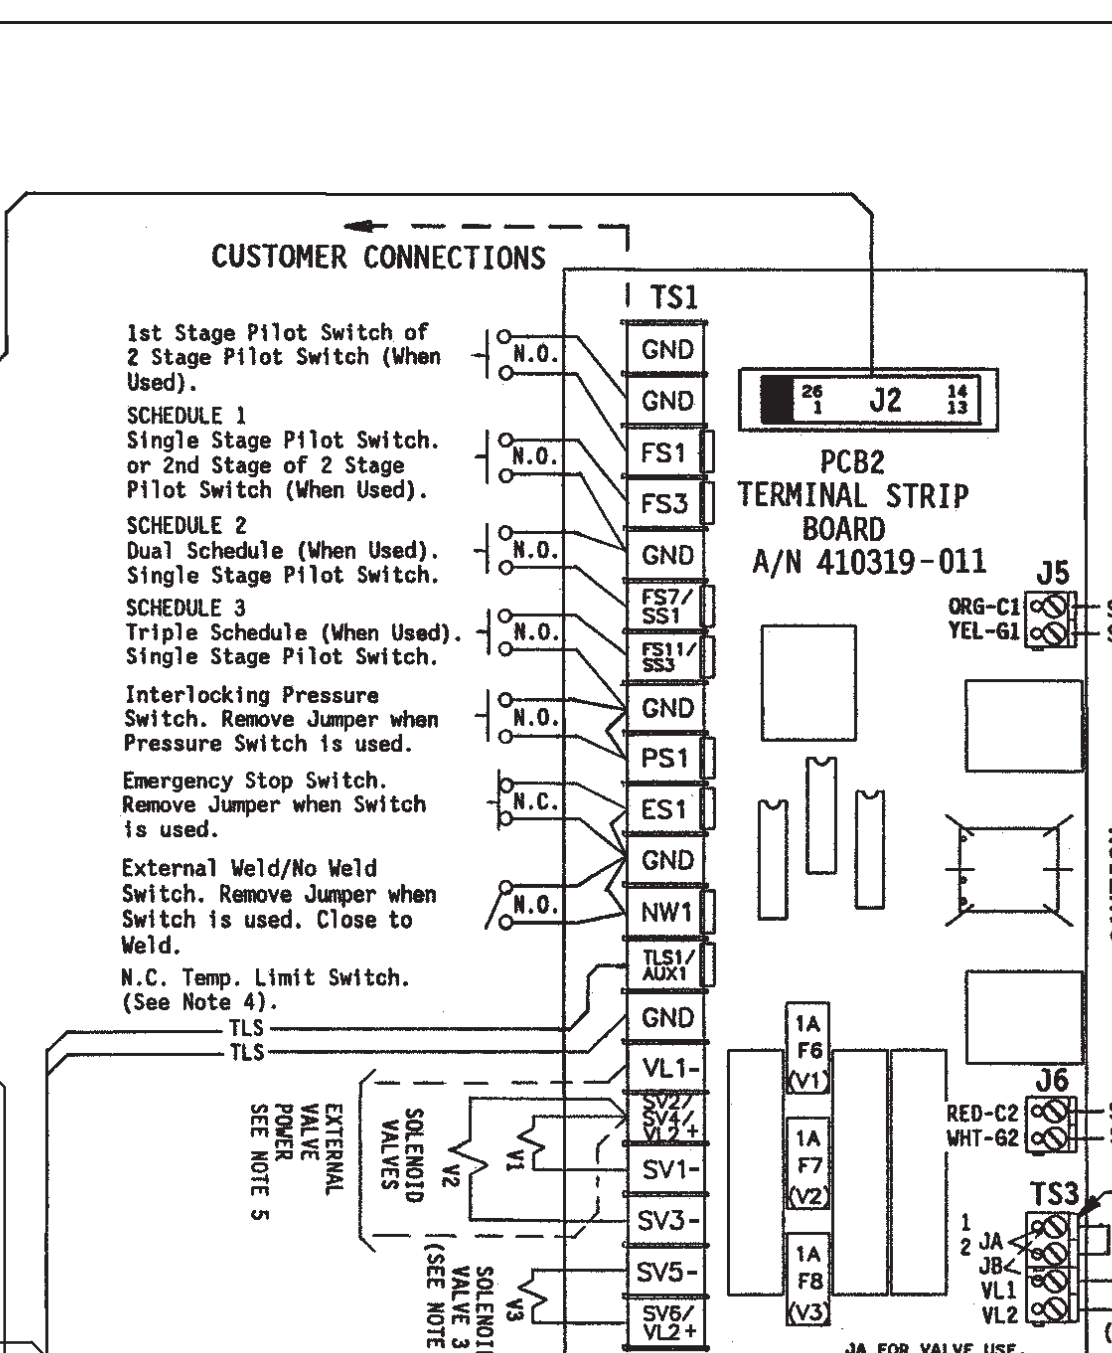 CUSTOMER CONNECTIONS
TS1
1st Stage Pilot Switch of
2 Stage Pilot Switch (When
Used).
N.O.
SCHEDULE 1
Single Stage Pilot Switch.
or 2nd Stage of 2 Stage
Pilot Switch (When Used).
N.O.
SCHEDULE 2
Dual Schedule (When Used).
Single Stage Pilot Switch.
N.O.
SCHEDULE 3
Triple Schedule (When Used).
Single Stage Pilot Switch.
N.O.
Interlocking Pressure
Switch. Remove Jumper when
Pressure Switch is used.
N.O.
Emergency Stop Switch.
Remove Jumper when Switch
is used.
N.C.
External Weld/No Weld
Switch. Remove Jumper when
Switch is used. Close to
Weld.
N.O.
N.C. Temp. Limit Switch.
(See Note 4).
TLS
TLS
GND
GND
FS1
FS3
GND
FS7/
SS1
FS11/
SS3
GND
PS1
ES1
GND
NW1
TLS1/
AUX1
GND
VL1-
SV2/
SV4/
VL2+
SV1-
SV3-
SV5-
SV6/
VL2+
EXTERNAL
VALVE
POWER
SEE NOTE 5
SOLENOID
VALVES
V2
V1
VALVE 3
(SEE NOTE
V3
26
1
J2
14
13
PCB2
TERMINAL STRIP
BOARD
A/N 410319-011
J5
ORG-C1
YEL-G1
1A
F6
(V1)
1A
F7
(V2)
1A
F8
(V3)
J6
RED-C2
WHT-G2
TS3
1
2
JA
JB
VL1
VL2
JA FOR VALVE USE.